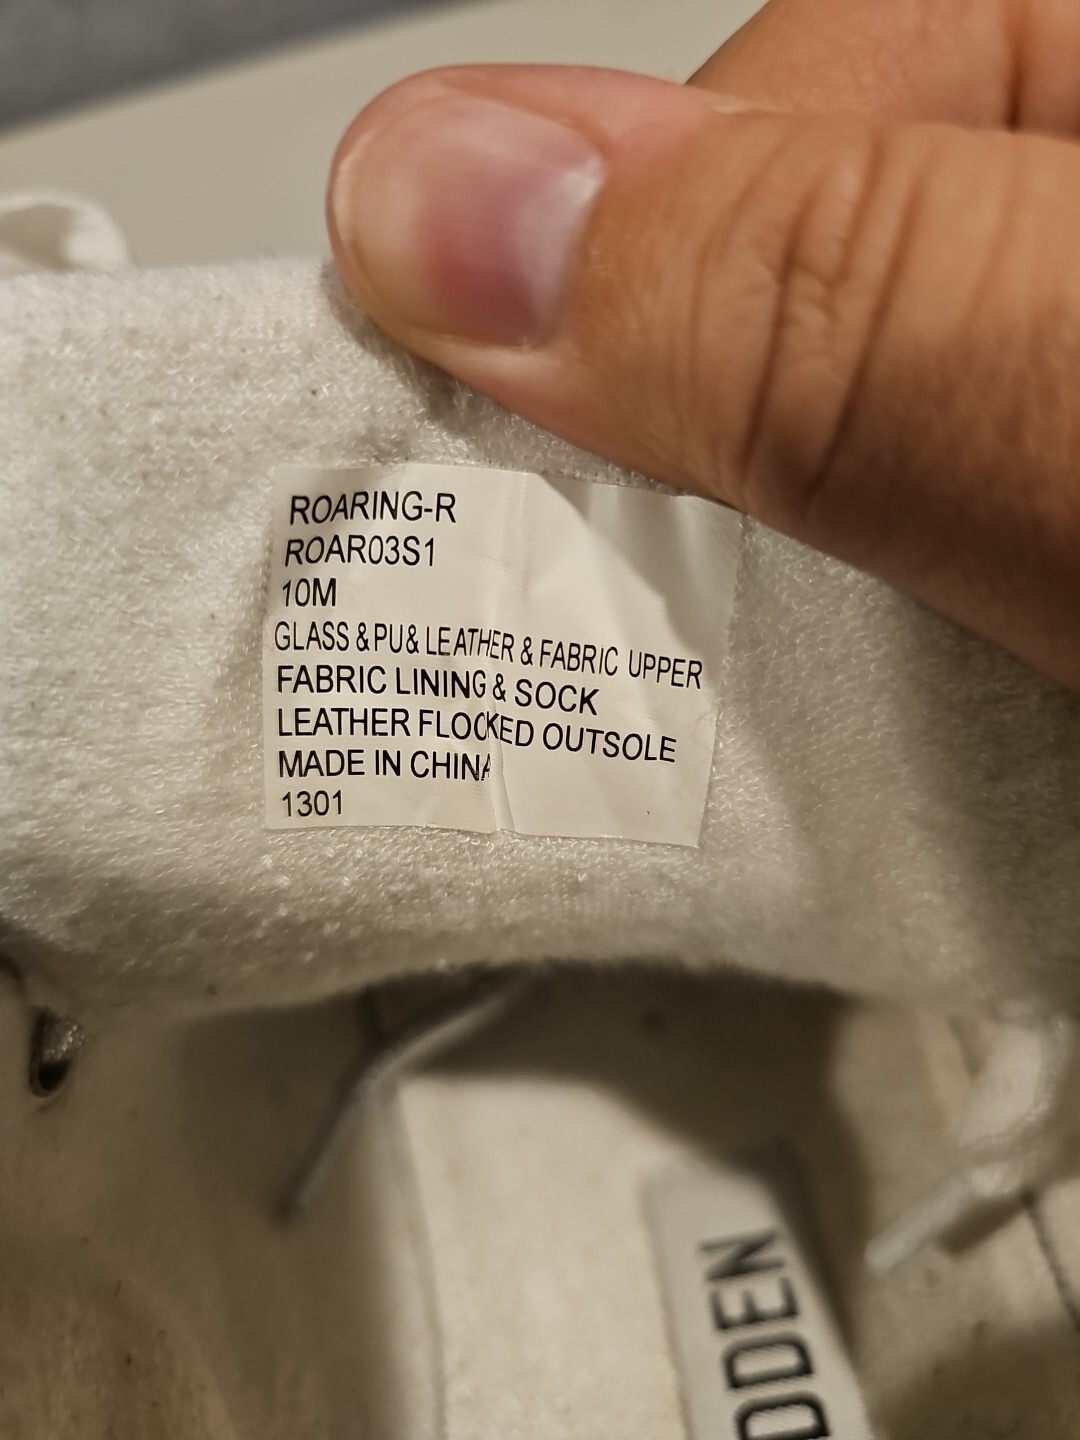 ROARING-R
ROAR03S1
10M
GLASS & PU & LEATHER & FABRIC UPPER
FABRIC LINING & SOCK
LEATHER FLOCKED OUTSOLE
MADE IN CHINA
1301
DDEN